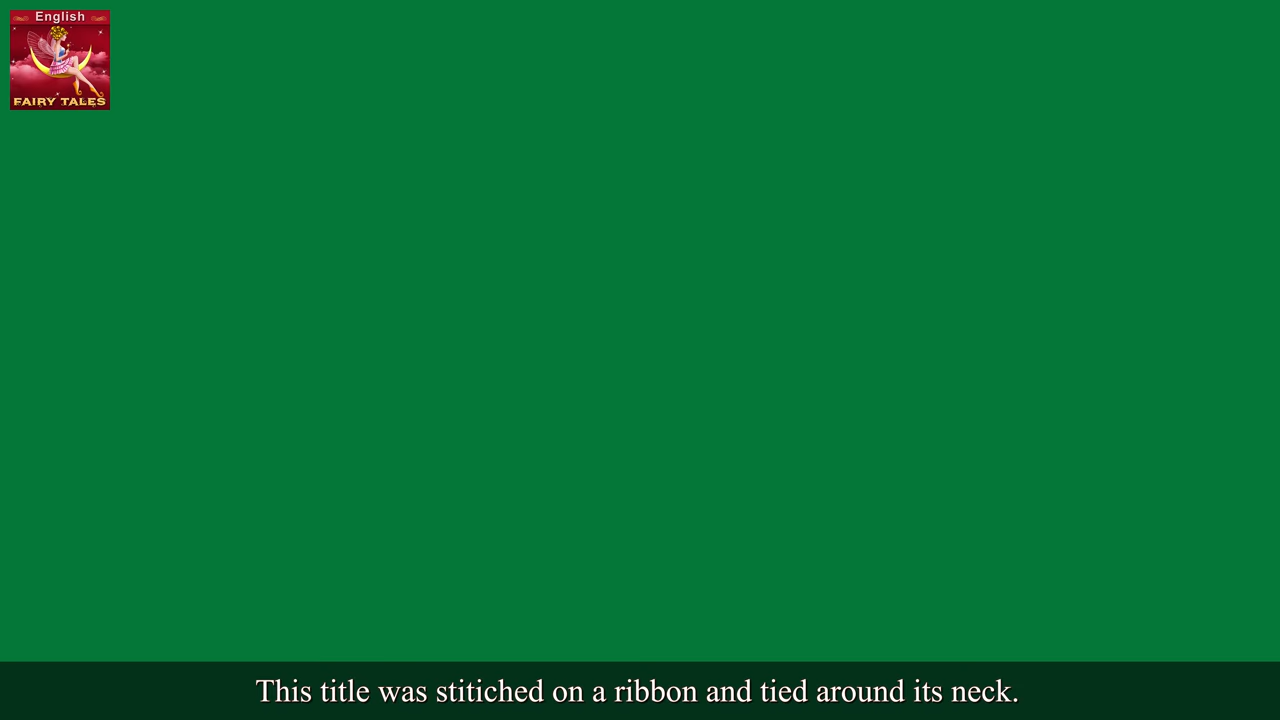 English
FAIRY TALES
This title was stitiched on a ribbon and tied around its neck.